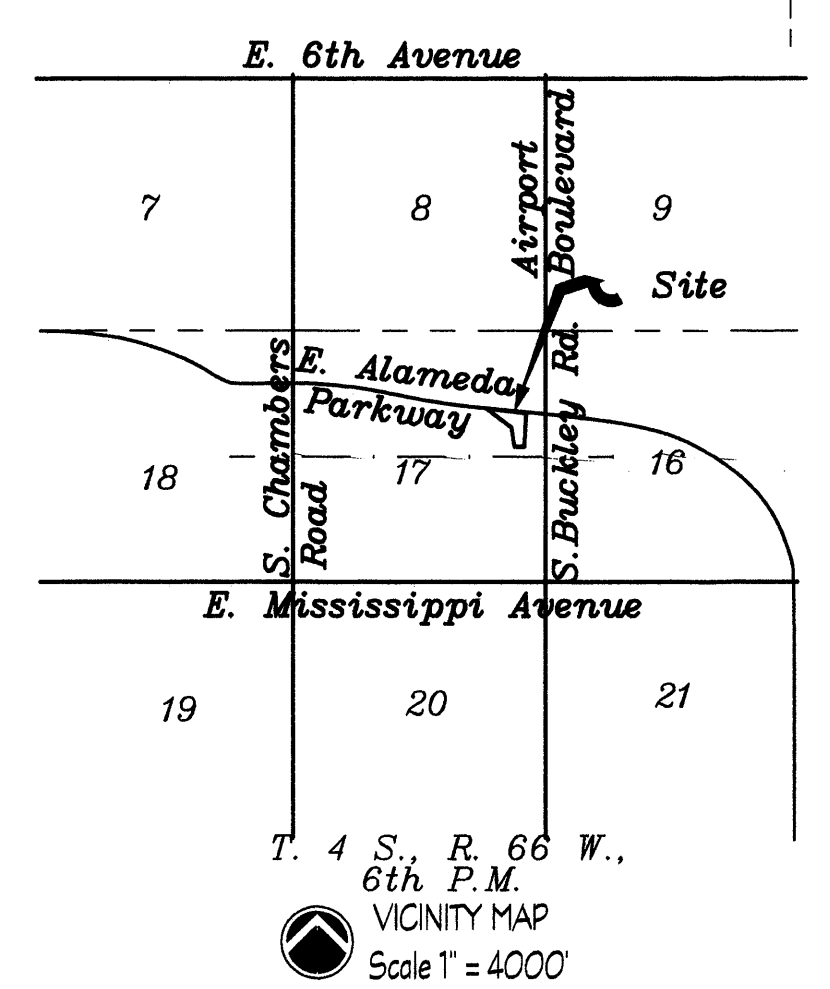 E. 6th Avenue
7
8
9
Airport
Boulevard
Site
E. Alameda
Parkway
S. Chambers
Road
S. Buckley Rd.
18
17
16
E. Mississippi Avenue
19
20
21
T. 4 S., R. 66 W.,
6th P.M.
VICINITY MAP
Scale 1" = 4000'